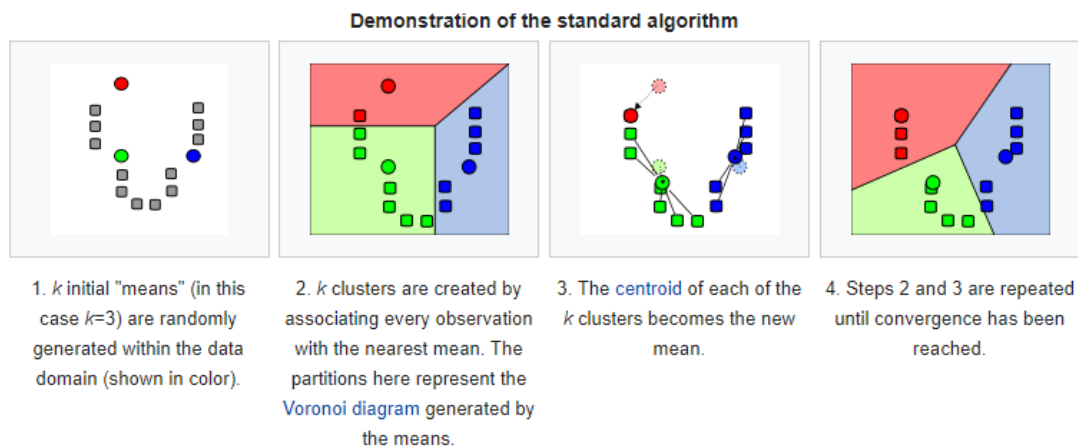 Demonstration of the standard algorithm
1. k initial "means" (in this
case k=3) are randomly
generated within the data
domain (shown in color).
2. k clusters are created by
associating every observation
with the nearest mean. The
partitions here represent the
Voronoi diagram generated by
the means.
3. The centroid of each of the
k clusters becomes the new
mean.
4. Steps 2 and 3 are repeated
until convergence has been
reached.